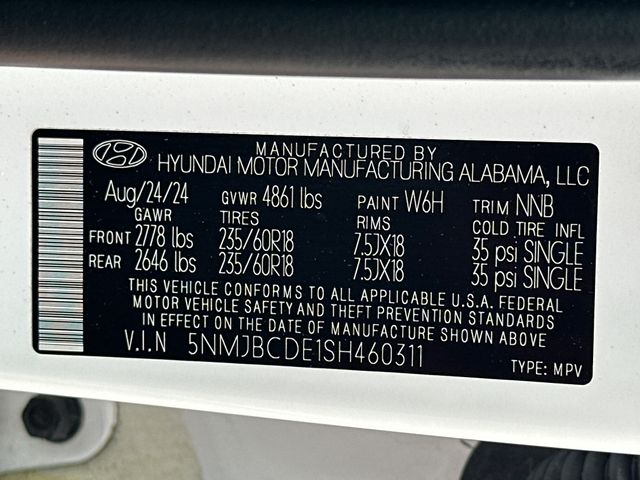 MANUFACTURED BY
HYUNDAI MOTOR MANUFACTURING ALABAMA, LLC
Aug/24/24 GVWR 4861 lbs PAINT W6H TRIM NNB
GAWR TIRES RIMS COLD TIRE INFL
FRONT 2778 lbs 235/60R18 7.5JX18 35 psi SINGLE
REAR 2646 lbs 235/60R18 7.5JX18 35 psi SINGLE
THIS VEHICLE CONFORMS TO ALL APPLICABLE U.S.A. FEDERAL
MOTOR VEHICLE SAFETY AND THEFT PREVENTION STANDARDS
IN EFFECT ON THE DATE OF MANUFACTURE SHOWN ABOVE
V.I.N 5NMJBCDE1SH460311
TYPE: MPV